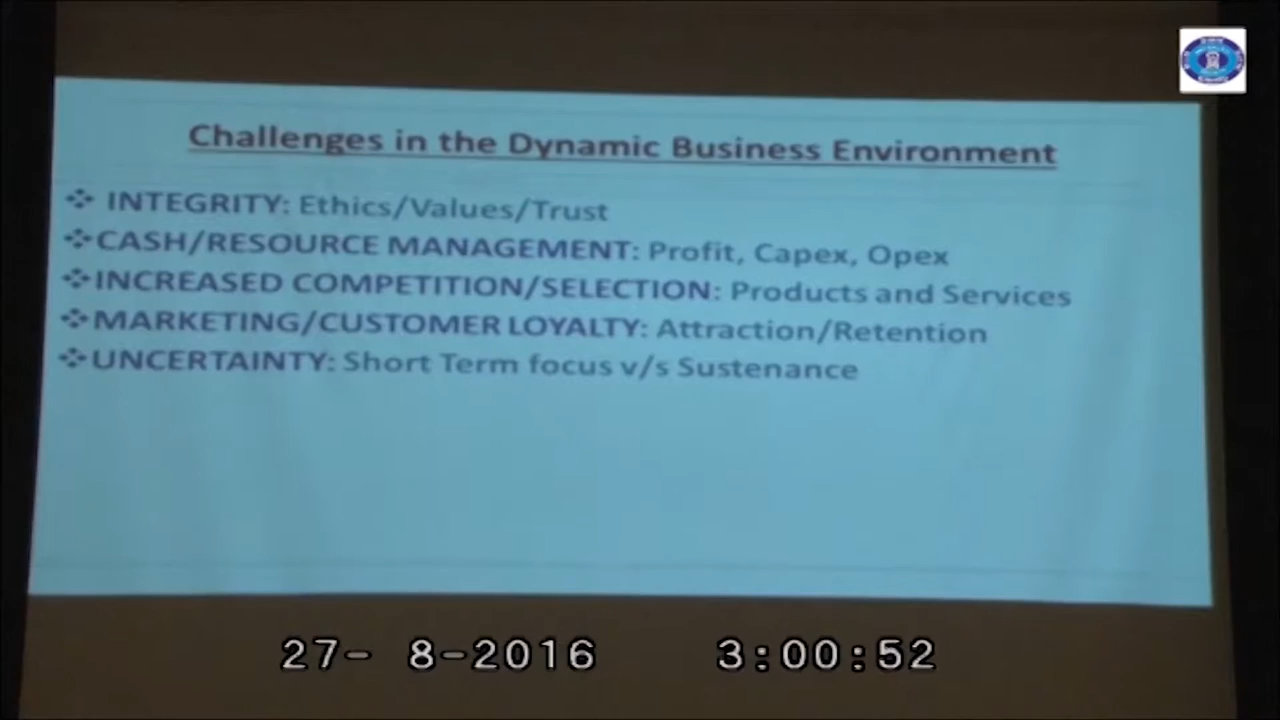 Challenges in the Dynamic Business Environment
❖ INTEGRITY: Ethics/Values/Trust
❖ CASH/RESOURCE MANAGEMENT: Profit, Capex, Opex
❖ INCREASED COMPETITION/SELECTION: Products and Services
❖ MARKETING/CUSTOMER LOYALTY: Attraction/Retention
❖ UNCERTAINTY: Short Term focus v/s Sustenance
27- 8-2016 3:00:52